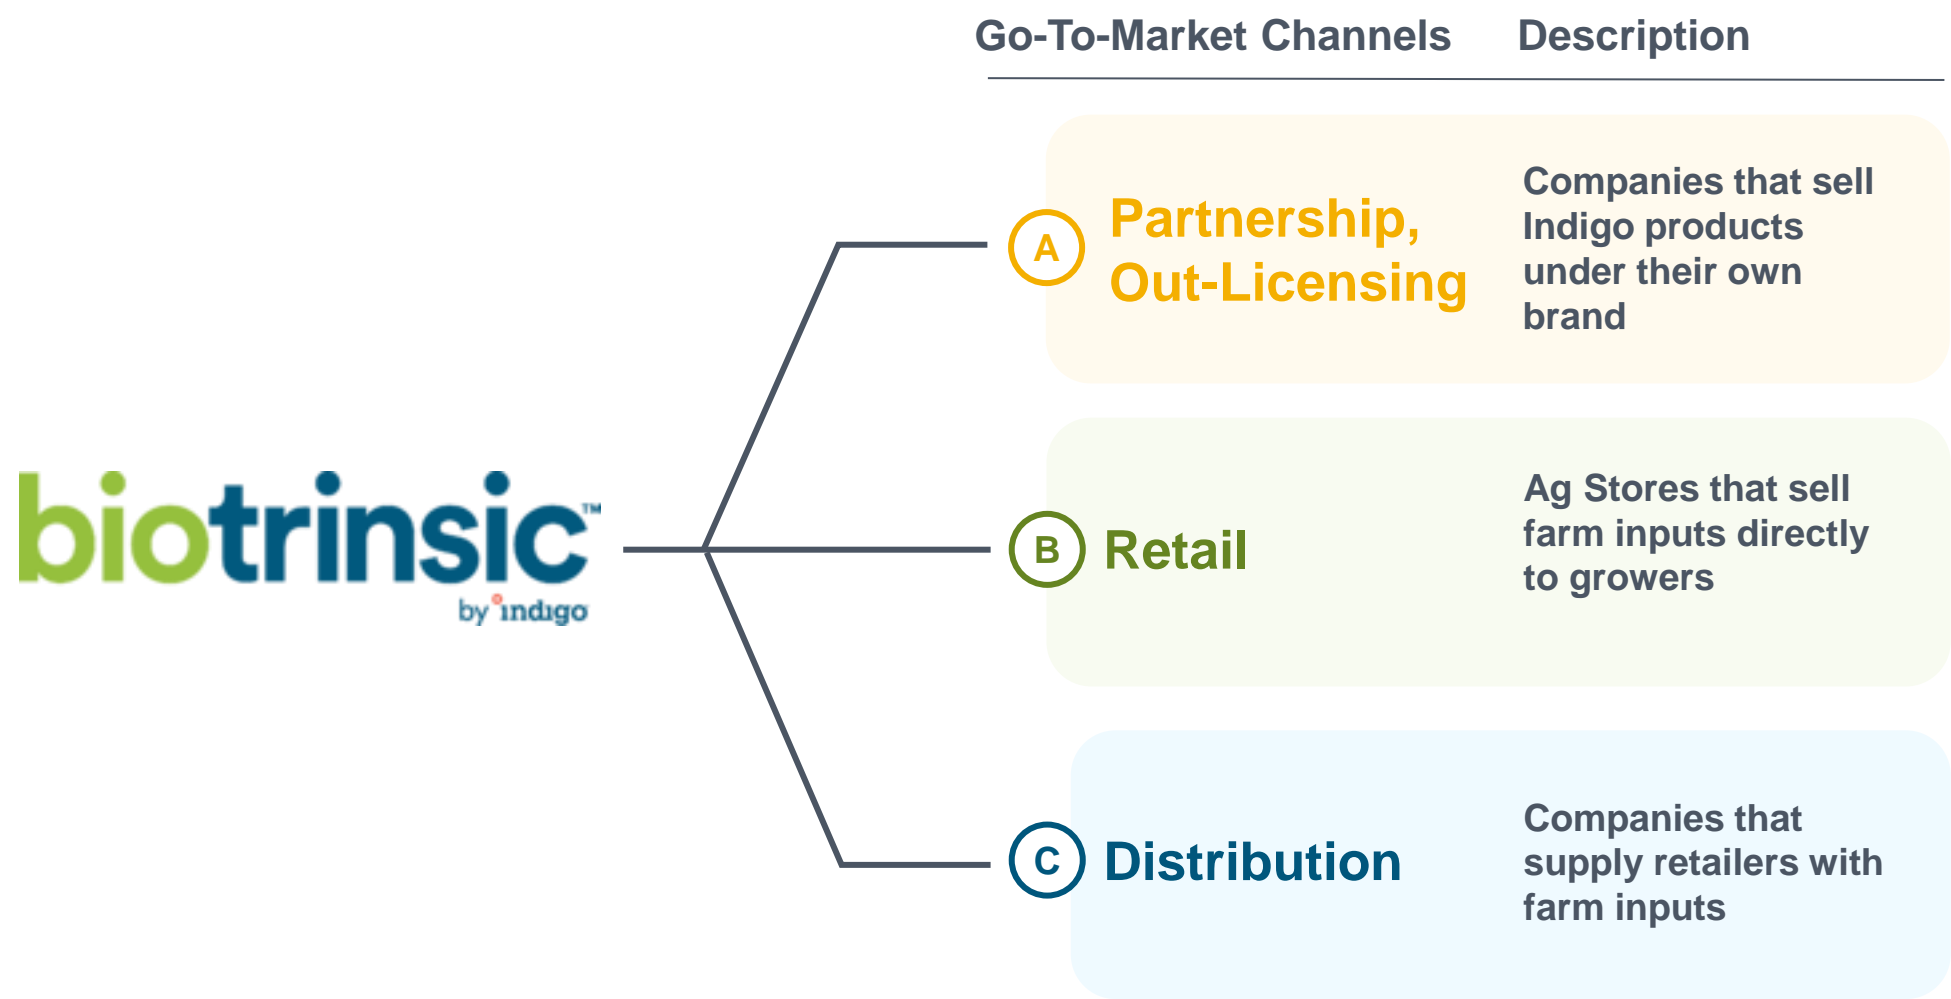 Go-To-Market Channels Description
A
Partnership,
Out-Licensing
Companies that sell
Indigo products
under their own
brand
biotrinsic™
by indigo
B
Retail
Ag Stores that sell
farm inputs directly
to growers
C
Distribution
Companies that
supply retailers with
farm inputs